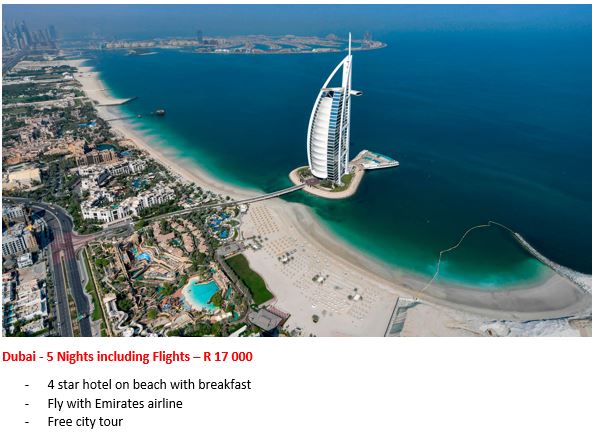 Dubai - 5 Nights including Flights – R 17 000
- 4 star hotel on beach with breakfast
- Fly with Emirates airline
- Free city tour